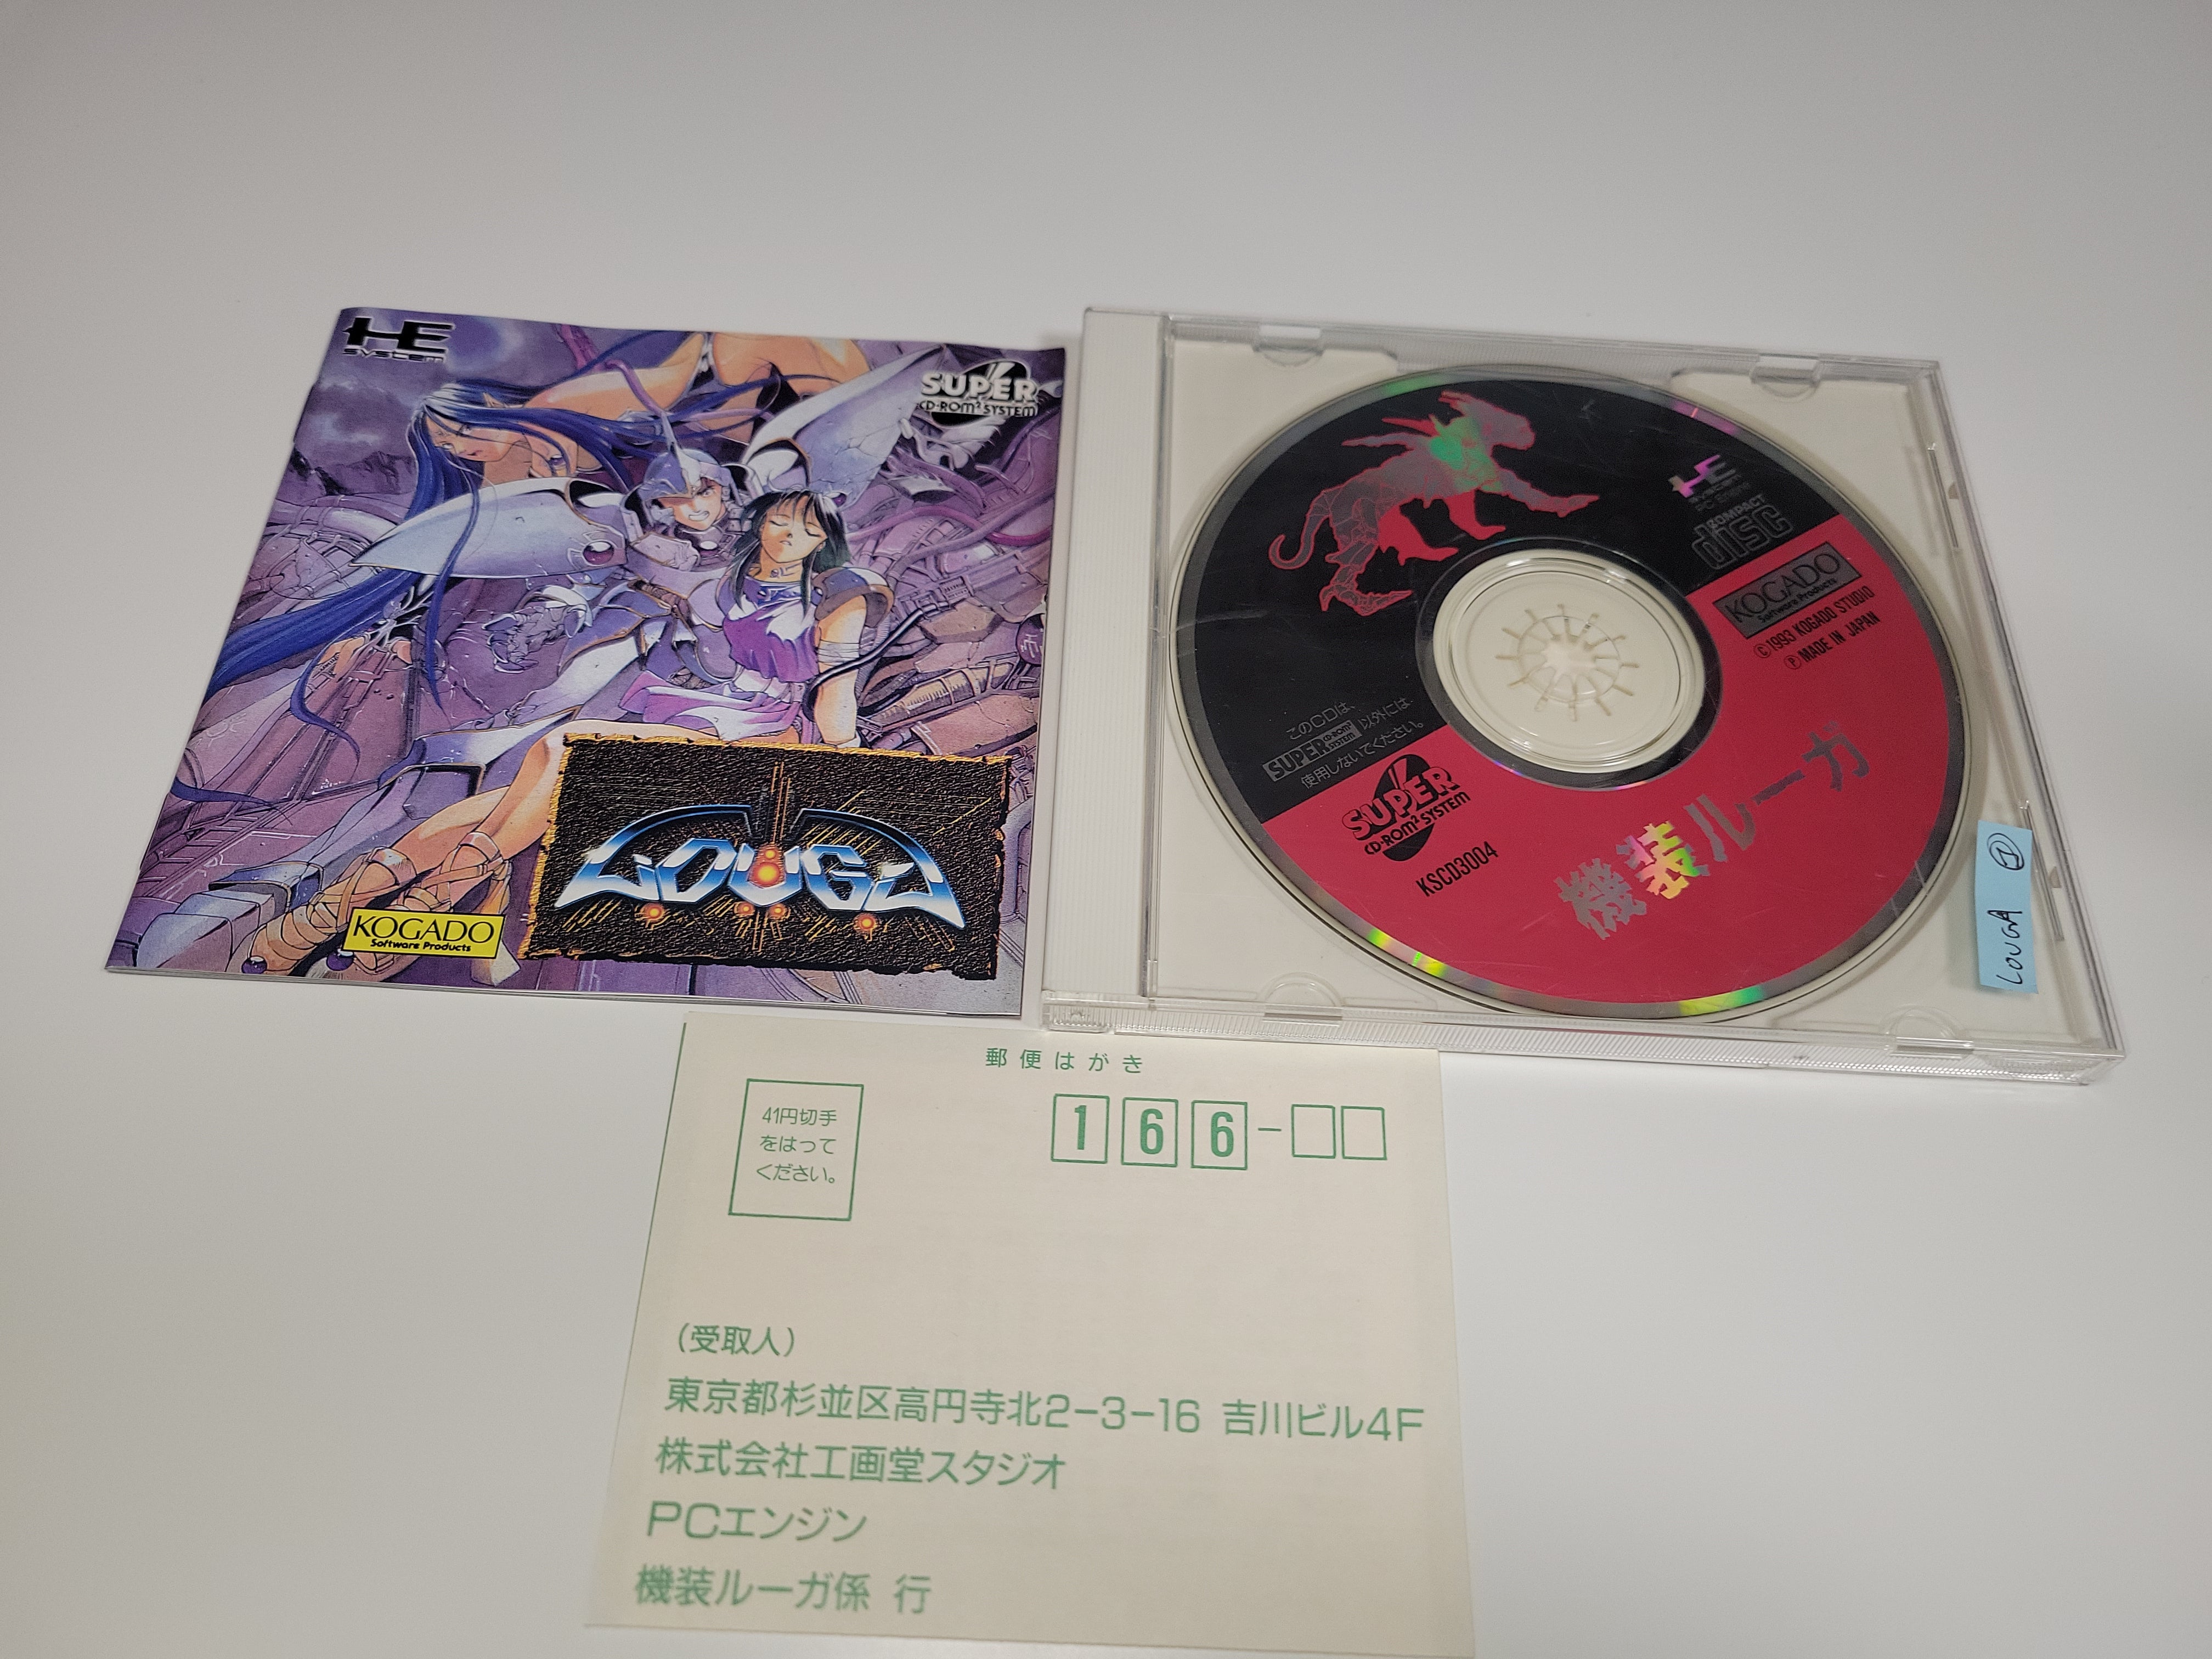 HE
SYSTEM
SUPER
CD-ROM² SYSTEM
LOUGA
KOGADO
Software Products
HE
SYSTEM
PC Engine
COMPACT
disc
KOGADO
Software Products
©1993 KOGADO STUDIO
Ⓟ MADE IN JAPAN
このCDは、
SUPER CD-ROM² SYSTEM 以外には、
使用しないでください。
SUPER
CD-ROM² SYSTEM
KSCD3004
機装ルーガ
LOUGA ①
郵便はがき
41円切手
をはって
ください。
166-
(受取人)
東京都杉並区高円寺北2-3-16 吉川ビル4F
株式会社工画堂スタジオ
PCエンジン
機装ルーガ係 行